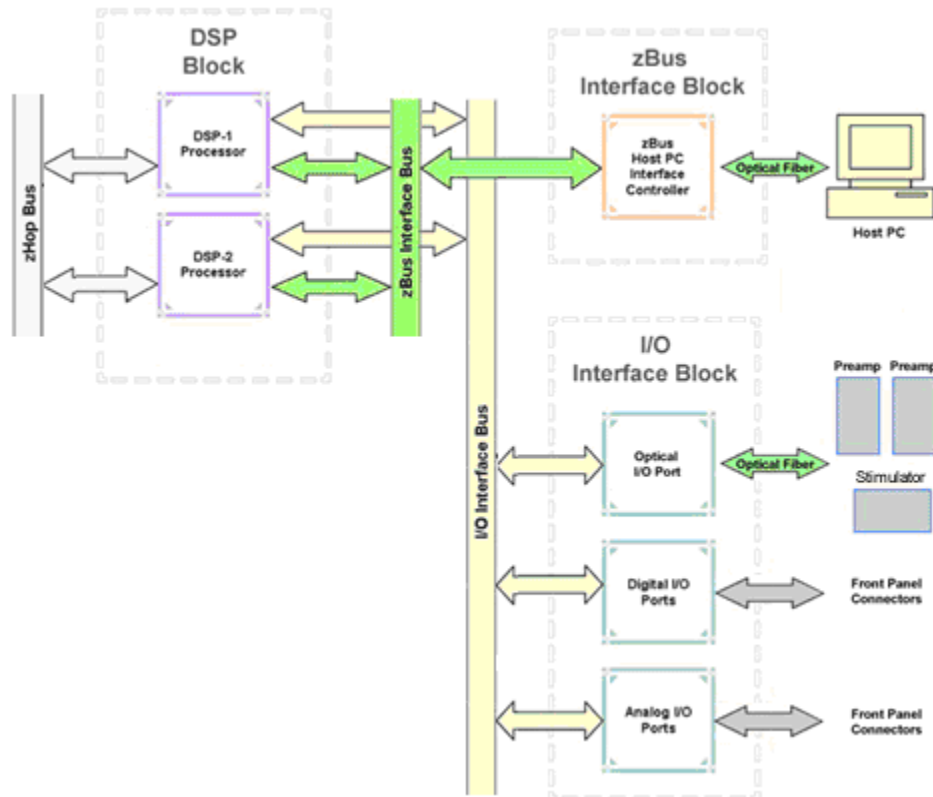 DSP
Block
zBus
Interface Block
DSP-1
Processor
zBus
Host PC
Interface
Controller
Optical Fiber
Host PC
zHop Bus
zBus Interface Bus
DSP-2
Processor
I/O
Interface Block
Preamp Preamp
I/O Interface Bus
Optical
I/O Port
Optical Fiber
Stimulator
Digital I/O
Ports
Front Panel
Connectors
Analog I/O
Ports
Front Panel
Connectors